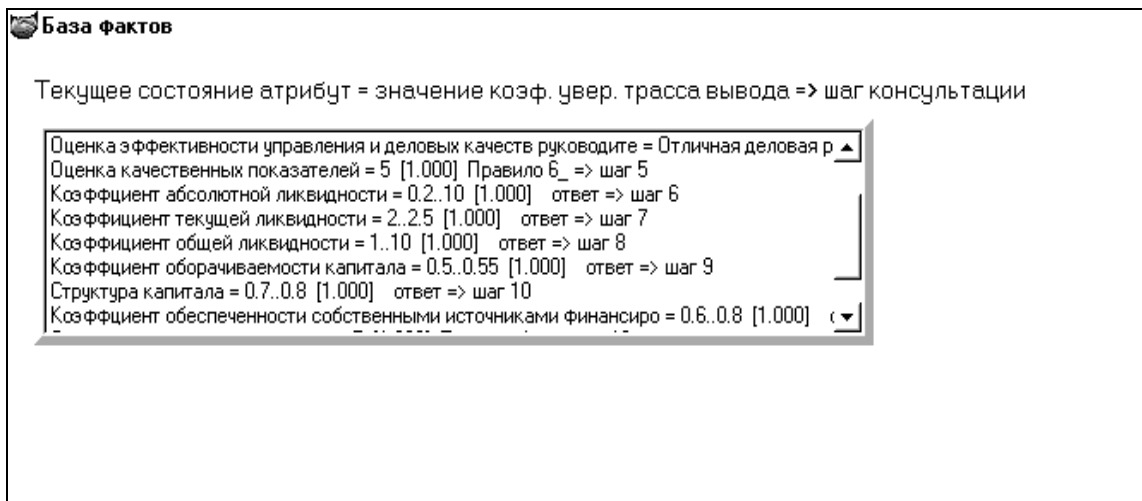 База фактов
Текущее состояние атрибут = значение коэф. увер. трасса вывода => шаг консультации
Оценка эффективности управления и деловых качеств руководите = Отличная деловая р
Оценка качественных показателей = 5 [1.000] Правило 6_ => шаг 5
Коэффциент абсолютной ликвидности = 0.2..10 [1.000] ответ => шаг 6
Коэффициент текущей ликвидности = 2..2.5 [1.000] ответ => шаг 7
Коэффициент общей ликвидности = 1..10 [1.000] ответ => шаг 8
Коэффциент оборачиваемости капитала = 0.5..0.55 [1.000] ответ => шаг 9
Структура капитала = 0.7..0.8 [1.000] ответ => шаг 10
Коэффциент обеспеченности собственными источниками финансиро = 0.6..0.8 [1.000]